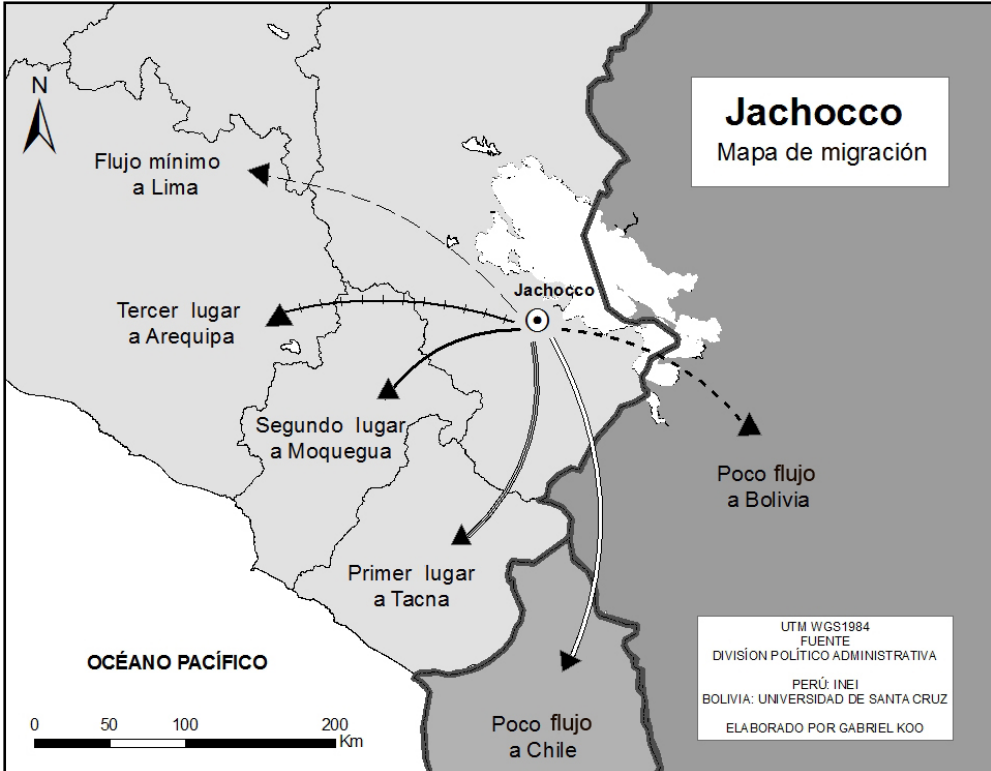 Jachocco
Mapa de migración
N
Flujo mínimo
a Lima
Jachocco
Tercer lugar
a Arequipa
Segundo lugar
a Moquegua
Poco flujo
a Bolivia
Primer lugar
a Tacna
OCÉANO PACÍFICO
0 50 100 200
Km
Poco flujo
a Chile
UTM WGS1984
FUENTE
DIVISÍON POLÍTICO ADMINISTRATIVA
PERÚ: INEI
BOLIVIA: UNIVERSIDAD DE SANTA CRUZ
ELABORADO POR GABRIEL KOO